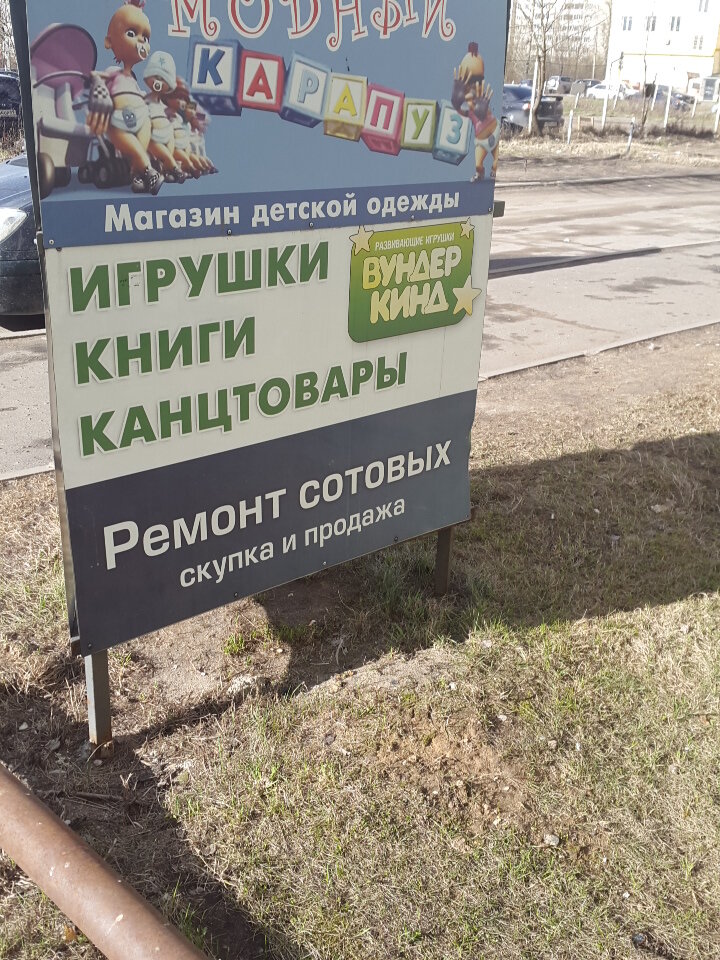 МОДНЫЙ
КАРАПУЗ
Магазин детской одежды
ИГРУШКИ
КНИГИ
КАНЦТОВАРЫ
РАЗВИВАЮЩИЕ ИГРУШКИ
ВУНДЕР
КИНД
Ремонт сотовых
скупка и продажа